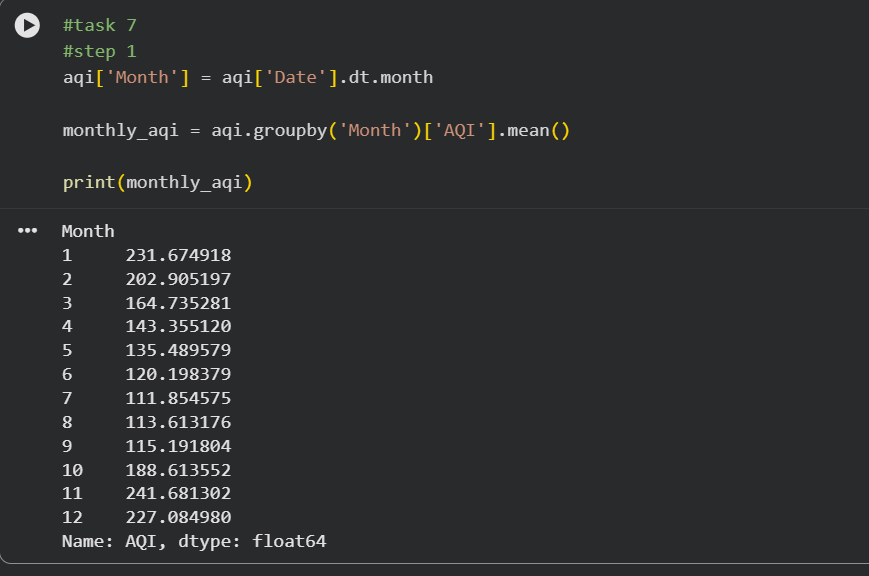 #task 7
#step 1
aqi['Month'] = aqi['Date'].dt.month
monthly_aqi = aqi.groupby('Month')['AQI'].mean()
print(monthly_aqi)
Month
1     231.674918
2     202.905197
3     164.735281
4     143.355120
5     135.489579
6     120.198379
7     111.854575
8     113.613176
9     115.191804
10    188.613552
11    241.681302
12    227.084980
Name: AQI, dtype: float64